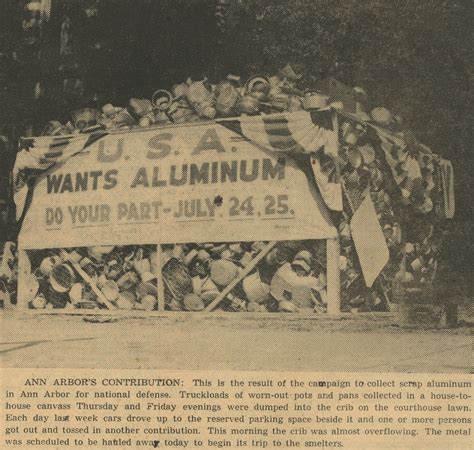 U. S. A.
WANTS ALUMINUM
DO YOUR PART-JULY 24, 25.
ANN ARBOR'S CONTRIBUTION: This is the result of the campaign to collect scrap aluminum
in Ann Arbor for national defense. Truckloads of worn-out pots and pans collected in a house-to-
house canvass Thursday and Friday evenings were dumped into the crib on the courthouse lawn.
Each day last week cars drove up to the reserved parking space beside it and one or more persons
got out and tossed in another contribution. This morning the crib was almost overflowing. The metal
was scheduled to be hauled away today to begin its trip to the smelters.